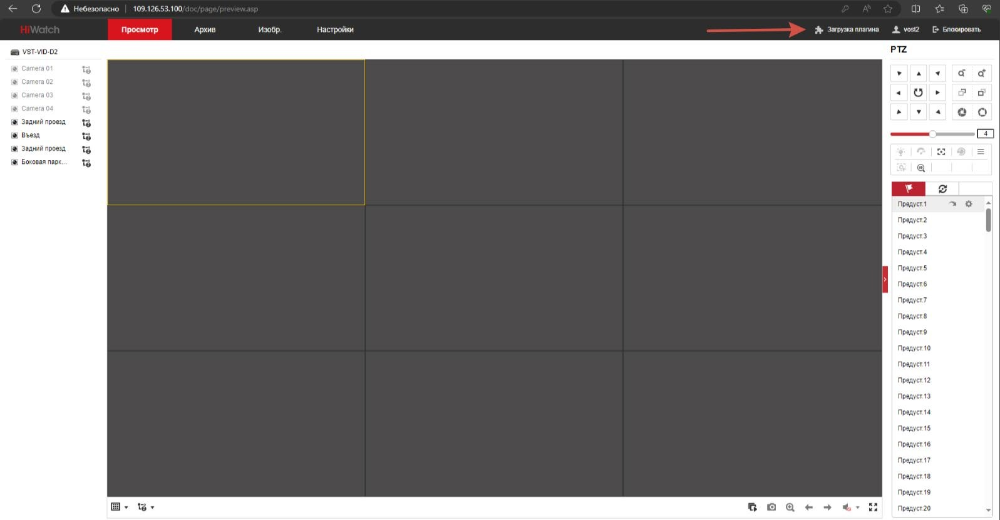 Небезопасно 109.126.53.100/doc/page/preview.asp
HiWatch Просмотр Архив Изобр. Настройки Загрузка плагина vost2 Блокировать
VST-VID-D2
Camera 01
Camera 02
Camera 03
Camera 04
Задний проезд
Въезд
Задний проезд
Боковая парк...
PTZ
4
Предуст.1
Предуст.2
Предуст.3
Предуст.4
Предуст.5
Предуст.6
Предуст.7
Предуст.8
Предуст.9
Предуст.10
Предуст.11
Предуст.12
Предуст.13
Предуст.14
Предуст.15
Предуст.16
Предуст.17
Предуст.18
Предуст.19
Предуст.20